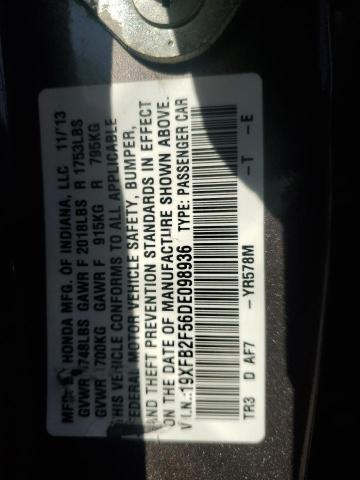 MFD. BY HONDA MFG. OF INDIANA, LLC 11/13
GVWR 3748LBS GAWR F 2018LBS R 1753LBS
GVWR 1700KG GAWR F 915KG R 795KG
THIS VEHICLE CONFORMS TO ALL APPLICABLE
FEDERAL MOTOR VEHICLE SAFETY, BUMPER,
AND THEFT PREVENTION STANDARDS IN EFFECT
ON THE DATE OF MANUFACTURE SHOWN ABOVE.
V.I.N.:19XFB2F56DE098936 TYPE: PASSENGER CAR
TR3 D AF7 -YR578M -T -E